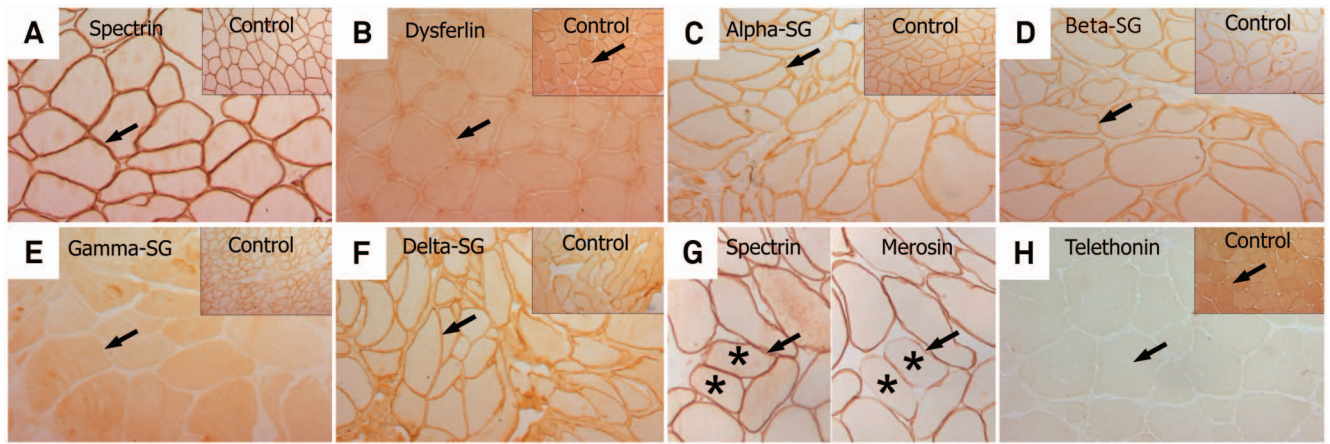 A Spectrin Control
B Dysferlin Control
C Alpha-SG Control
D Beta-SG Control
E Gamma-SG Control
F Delta-SG Control
G Spectrin Merosin
* *
* *
H Telethonin Control